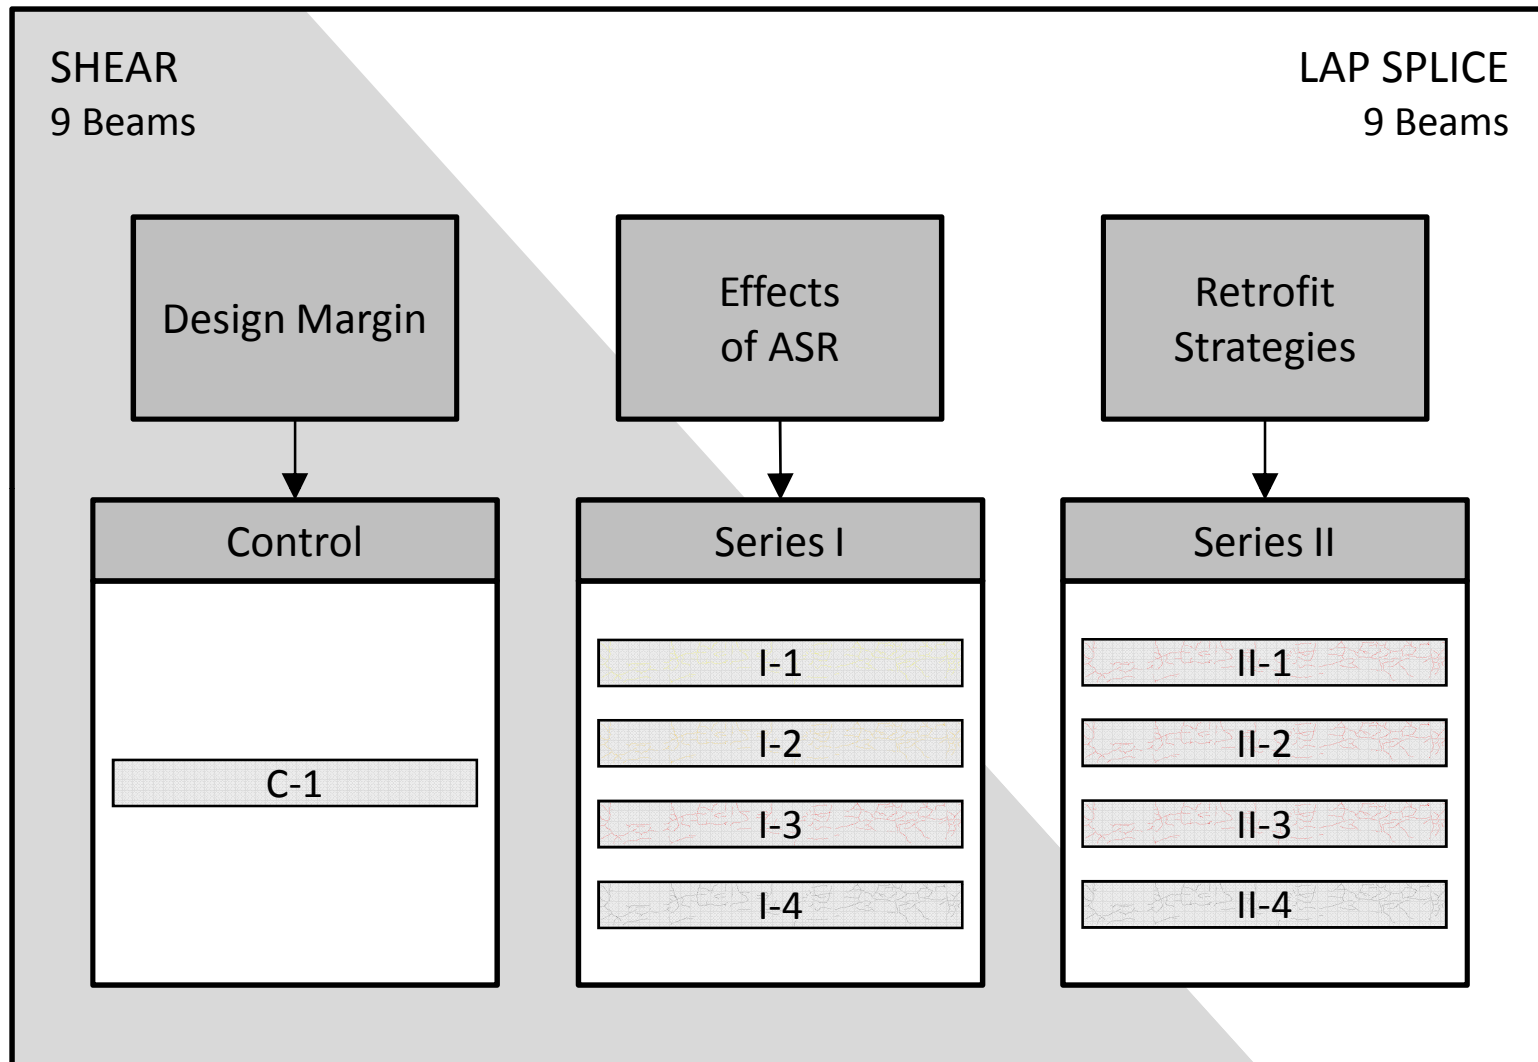 SHEAR
9 Beams
LAP SPLICE
9 Beams
Design Margin
Effects
of ASR
Retrofit
Strategies
Control
C-1
Series I
I-1
I-2
I-3
I-4
Series II
II-1
II-2
II-3
II-4